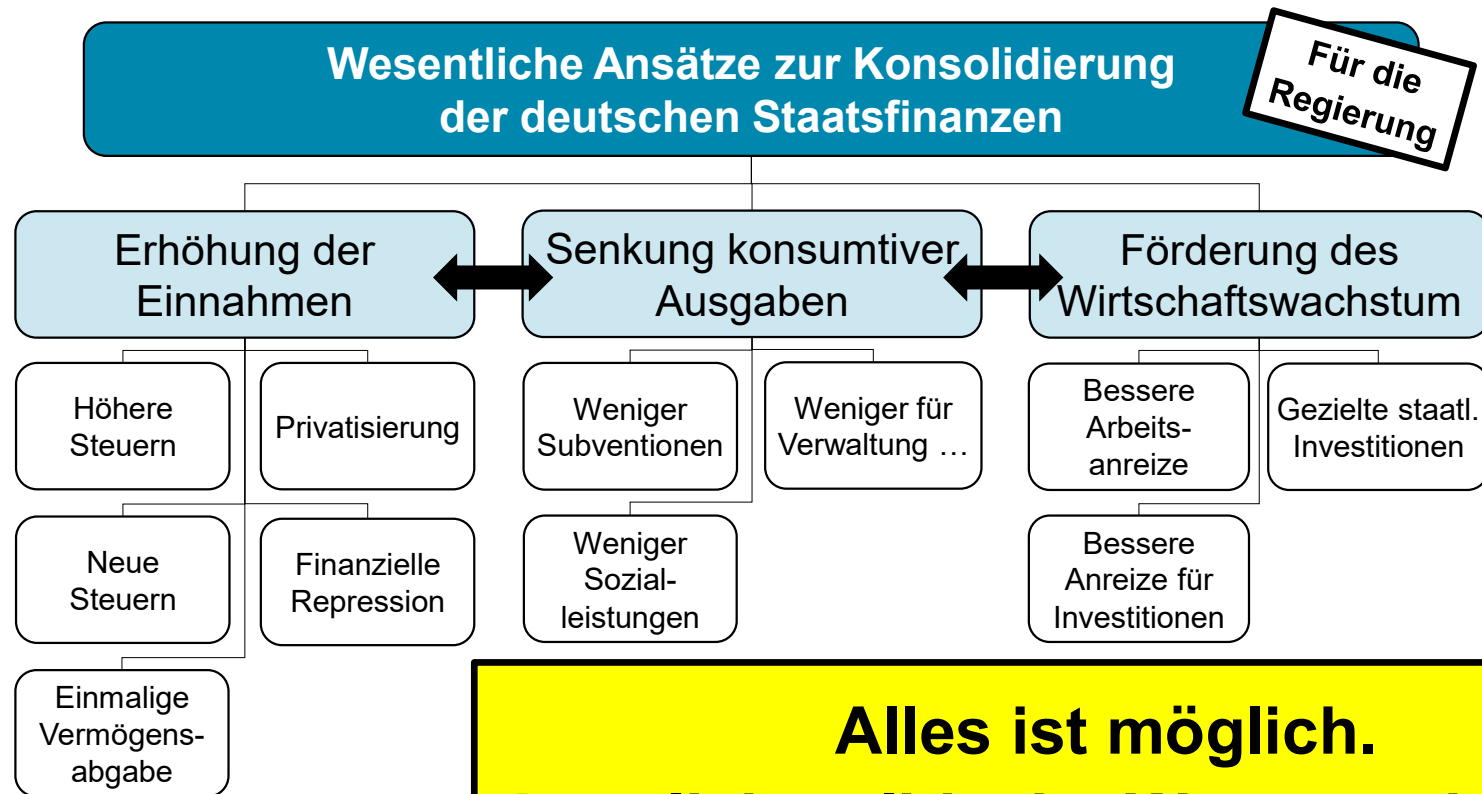 Wesentliche Ansätze zur Konsolidierung
der deutschen Staatsfinanzen
Für die
Regierung
Erhöhung der
Einnahmen
Senkung konsumtiver
Ausgaben
Förderung des
Wirtschaftswachstum
Höhere
Steuern
Privatisierung
Neue
Steuern
Finanzielle
Repression
Einmalige
Vermögens-
abgabe
Weniger
Subventionen
Weniger für
Verwaltung …
Weniger
Sozial-
leistungen
Bessere
Arbeits-
anreize
Gezielte staatl.
Investitionen
Bessere
Anreize für
Investitionen
Alles ist möglich.